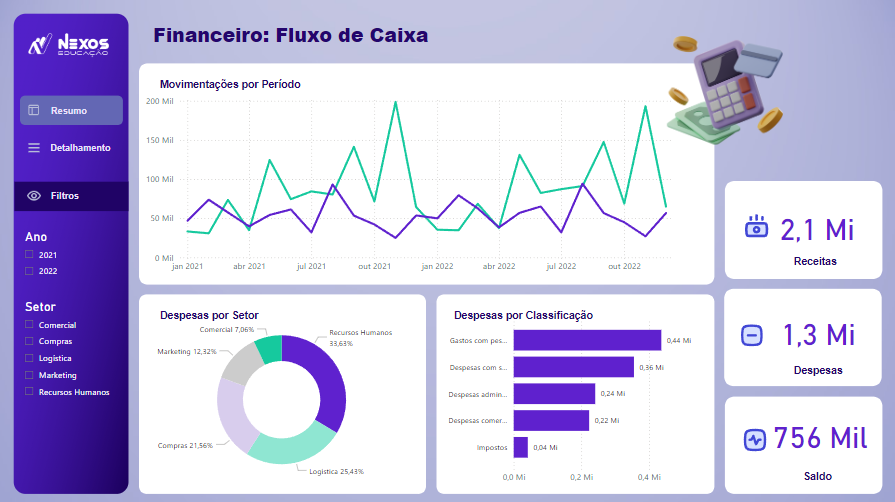 NEXOS
EDUCAÇÃO
Resumo
Detalhamento
Filtros
Ano
2021
2022
Setor
Comercial
Compras
Logística
Marketing
Recursos Humanos
Financeiro: Fluxo de Caixa
Movimentações por Período
200 Mil
150 Mil
100 Mil
50 Mil
0 Mil
jan 2021
abr 2021
jul 2021
out 2021
jan 2022
abr 2022
jul 2022
out 2022
Despesas por Setor
Comercial 7,06%
Recursos Humanos
33,63%
Marketing 12,32%
Compras 21,56%
Logística 25,43%
Despesas por Classificação
Gastos com pes...
0,44 Mi
Despesas com s...
0,36 Mi
Despesas admin...
0,24 Mi
Despesas comer...
0,22 Mi
Impostos
0,04 Mi
0,0 Mi
0,2 Mi
0,4 Mi
2,1 Mi
Receitas
1,3 Mi
Despesas
756 Mil
Saldo